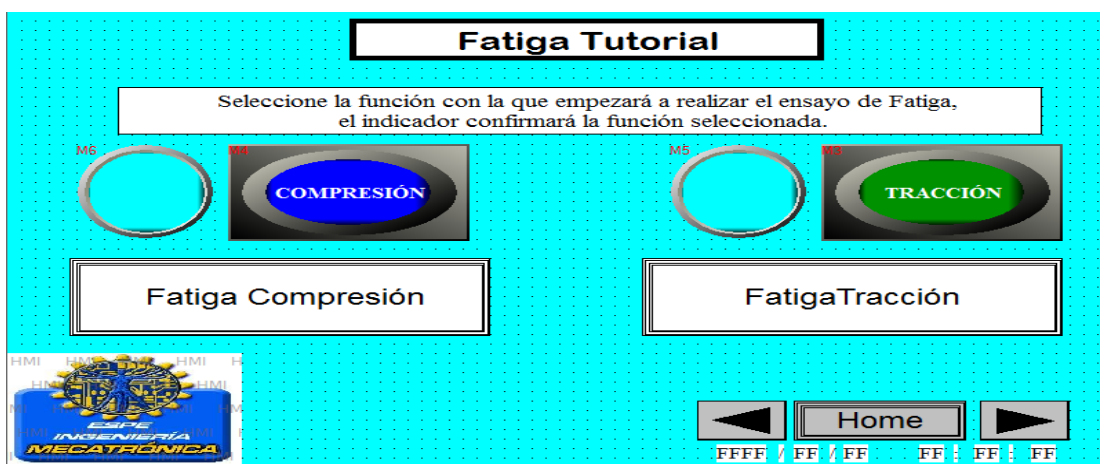 Fatiga Tutorial
Seleccione la función con la que empezará a realizar el ensayo de Fatiga,
el indicador confirmará la función seleccionada.
M6 M4 M5 M3
COMPRESIÓN TRACCIÓN
Fatiga Compresión FatigaTracción
HMI HMI HMI HMI H
HMI HMI
ESPE
INGENIERÍA
MECATRÓNICA
Home
FFFF / FF / FF FF : FF : FF